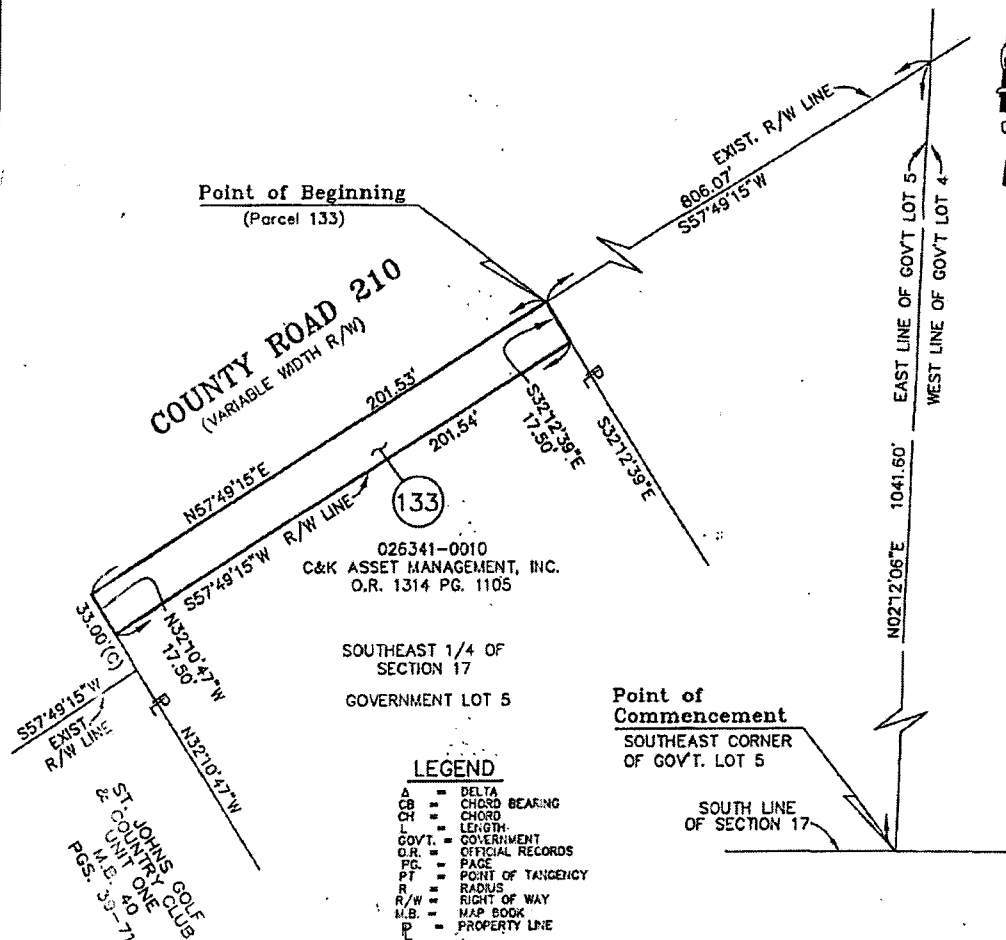 EXIST. R/W LINE
806.07'
S57°49'15"W
EAST LINE OF GOV'T LOT 5
WEST LINE OF GOV'T LOT 4
N02°12'06"E 1041.60'
Point of Beginning
(Parcel 133)
COUNTY ROAD 210
(VARIABLE WIDTH R/W)
201.53'
N57°49'15"E
201.54'
S57°49'15"W
R/W LINE
S32°12'39"E
17.50'
S32°12'39"E
133
026341-0010
C&K ASSET MANAGEMENT, INC.
O.R. 1314 PG. 1105
33.00'(C)
N32°10'47"W
17.50'
N32°10'47"W
S57°49'15"W
EXIST.
R/W LINE
SOUTHEAST 1/4 OF
SECTION 17
GOVERNMENT LOT 5
Point of
Commencement
SOUTHEAST CORNER
OF GOV'T. LOT 5
SOUTH LINE
OF SECTION 17
ST. JOHNS GOLF
& COUNTRY CLUB
UNIT ONE
M.B. 40
PGS. 39-71
LEGEND
Δ = DELTA
CB = CHORD BEARING
CH = CHORD
L = LENGTH
GOVT. = GOVERNMENT
O.R. = OFFICIAL RECORDS
PG. = PAGE
PT = POINT OF TANGENCY
R = RADIUS
R/W = RIGHT OF WAY
M.B. = MAP BOOK
PL = PROPERTY LINE